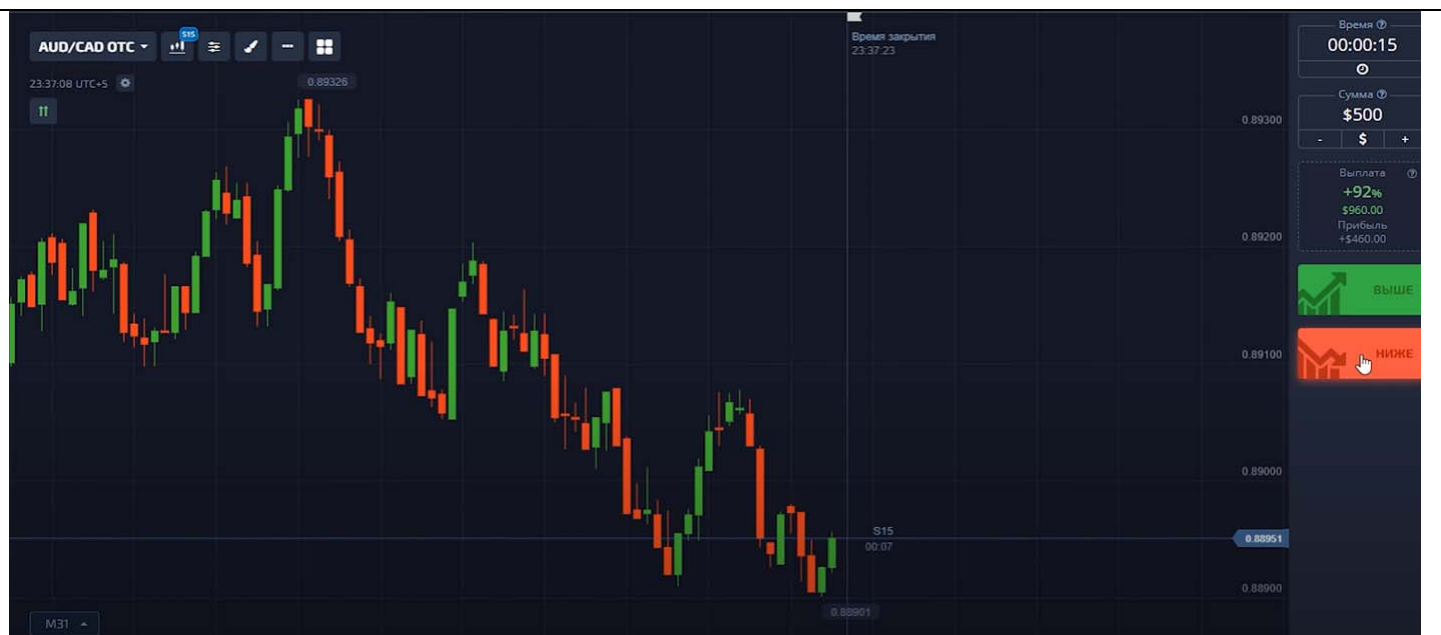 AUD/CAD OTC
S15
23:37:08 UTC+5
0.89326
Время закрытия
23:37:23
0.89300
0.89200
0.89100
0.89000
S15
00:07
0.88951
0.88900
0.88901
M31
Время
00:00:15
Сумма
$500
- $ +
Выплата
+92%
$960.00
Прибыль
+$460.00
ВЫШЕ
НИЖЕ